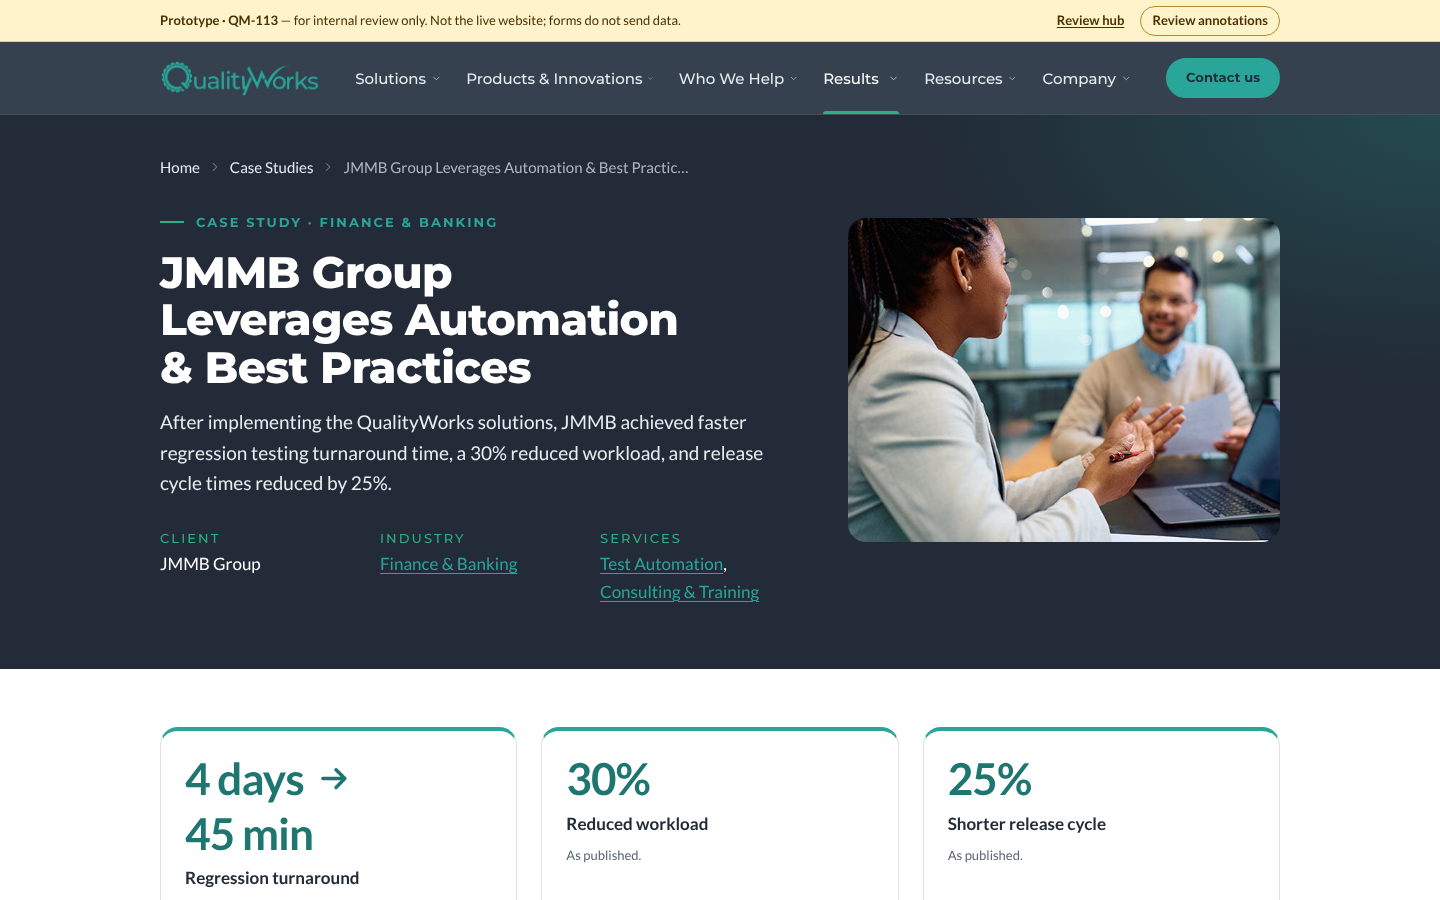 Prototype · QM-113 — for internal review only. Not the live website; forms do not send data.
Review hub
Review annotations
QualityWorks
Solutions
Products & Innovations
Who We Help
Results
Resources
Company
Contact us
Home
Case Studies
JMMB Group Leverages Automation & Best Practic...
CASE STUDY · FINANCE & BANKING
JMMB Group
Leverages Automation
& Best Practices
After implementing the QualityWorks solutions, JMMB achieved faster
regression testing turnaround time, a 30% reduced workload, and release
cycle times reduced by 25%.
CLIENT
JMMB Group
INDUSTRY
Finance & Banking
SERVICES
Test Automation,
Consulting & Training
4 days →
45 min
Regression turnaround
30%
Reduced workload
As published.
25%
Shorter release cycle
As published.